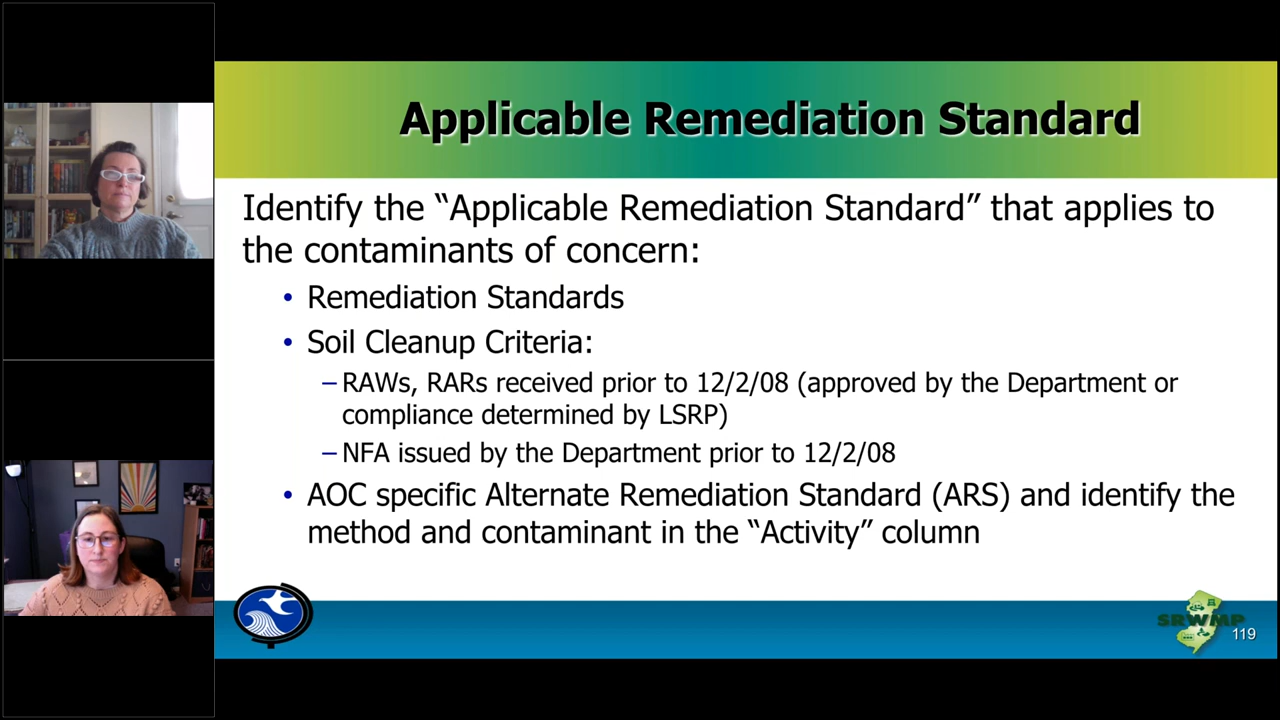 Applicable Remediation Standard
Identify the “Applicable Remediation Standard” that applies to
the contaminants of concern:
• Remediation Standards
• Soil Cleanup Criteria:
– RAWs, RARs received prior to 12/2/08 (approved by the Department or
compliance determined by LSRP)
– NFA issued by the Department prior to 12/2/08
• AOC specific Alternate Remediation Standard (ARS) and identify the
method and contaminant in the “Activity” column
SRWMP
119